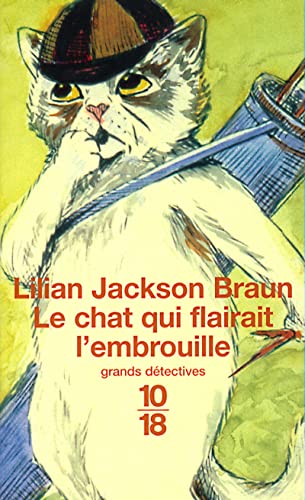 Lilian Jackson Braun
Le chat qui flairait
l'embrouille
grands détectives
10
18